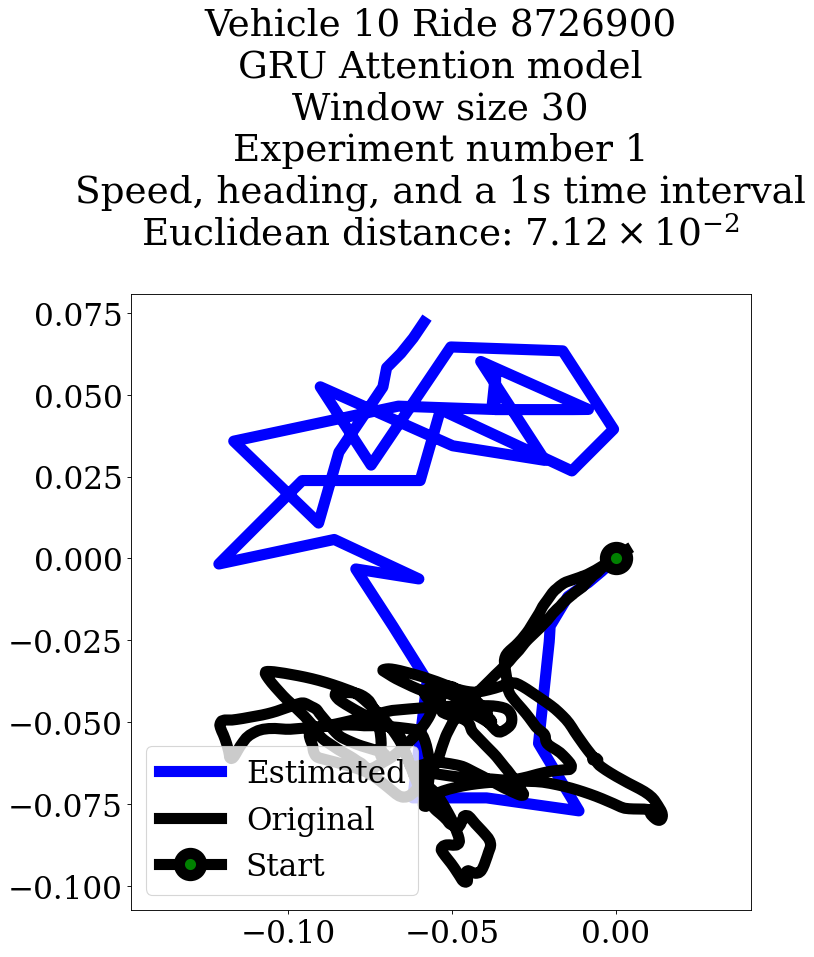 Vehicle 10 Ride 8726900
GRU Attention model
Window size 30
Experiment number 1
Speed, heading, and a 1s time interval
Euclidean distance: 7.12 × 10⁻²
0.075
0.050
0.025
0.000
−0.025
−0.050
−0.075
−0.100
Estimated
Original
Start
−0.10
−0.05
0.00